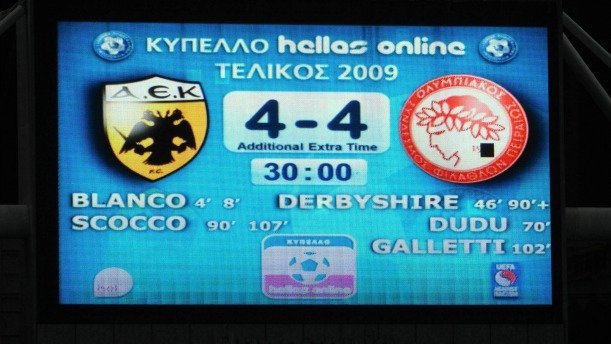 ΚΥΠΕΛΛΟ hellas online
ΤΕΛΙΚΟΣ 2009
Α.Ε.Κ
F.C.
4-4
Additional Extra Time
30:00
BLANCO 4' 8'
SCOCCO 90' 107'
DERBYSHIRE 46' 90'+
DUDU 70'
GALLETTI 102'
ΚΥΠΕΛΛΟ
hellas online
UEFA